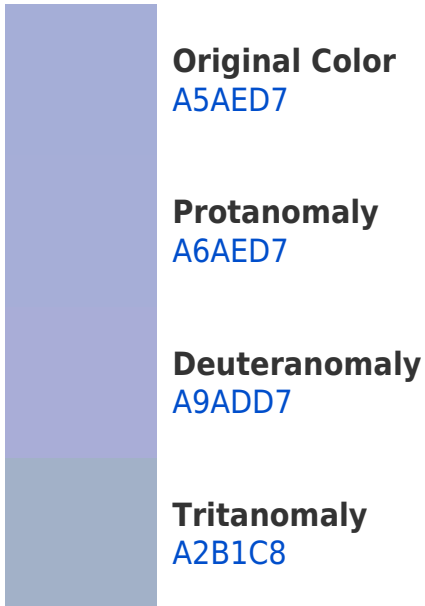 Original Color
A5AED7
Protanomaly
A6AED7
Deuteranomaly
A9ADD7
Tritanomaly
A2B1C8